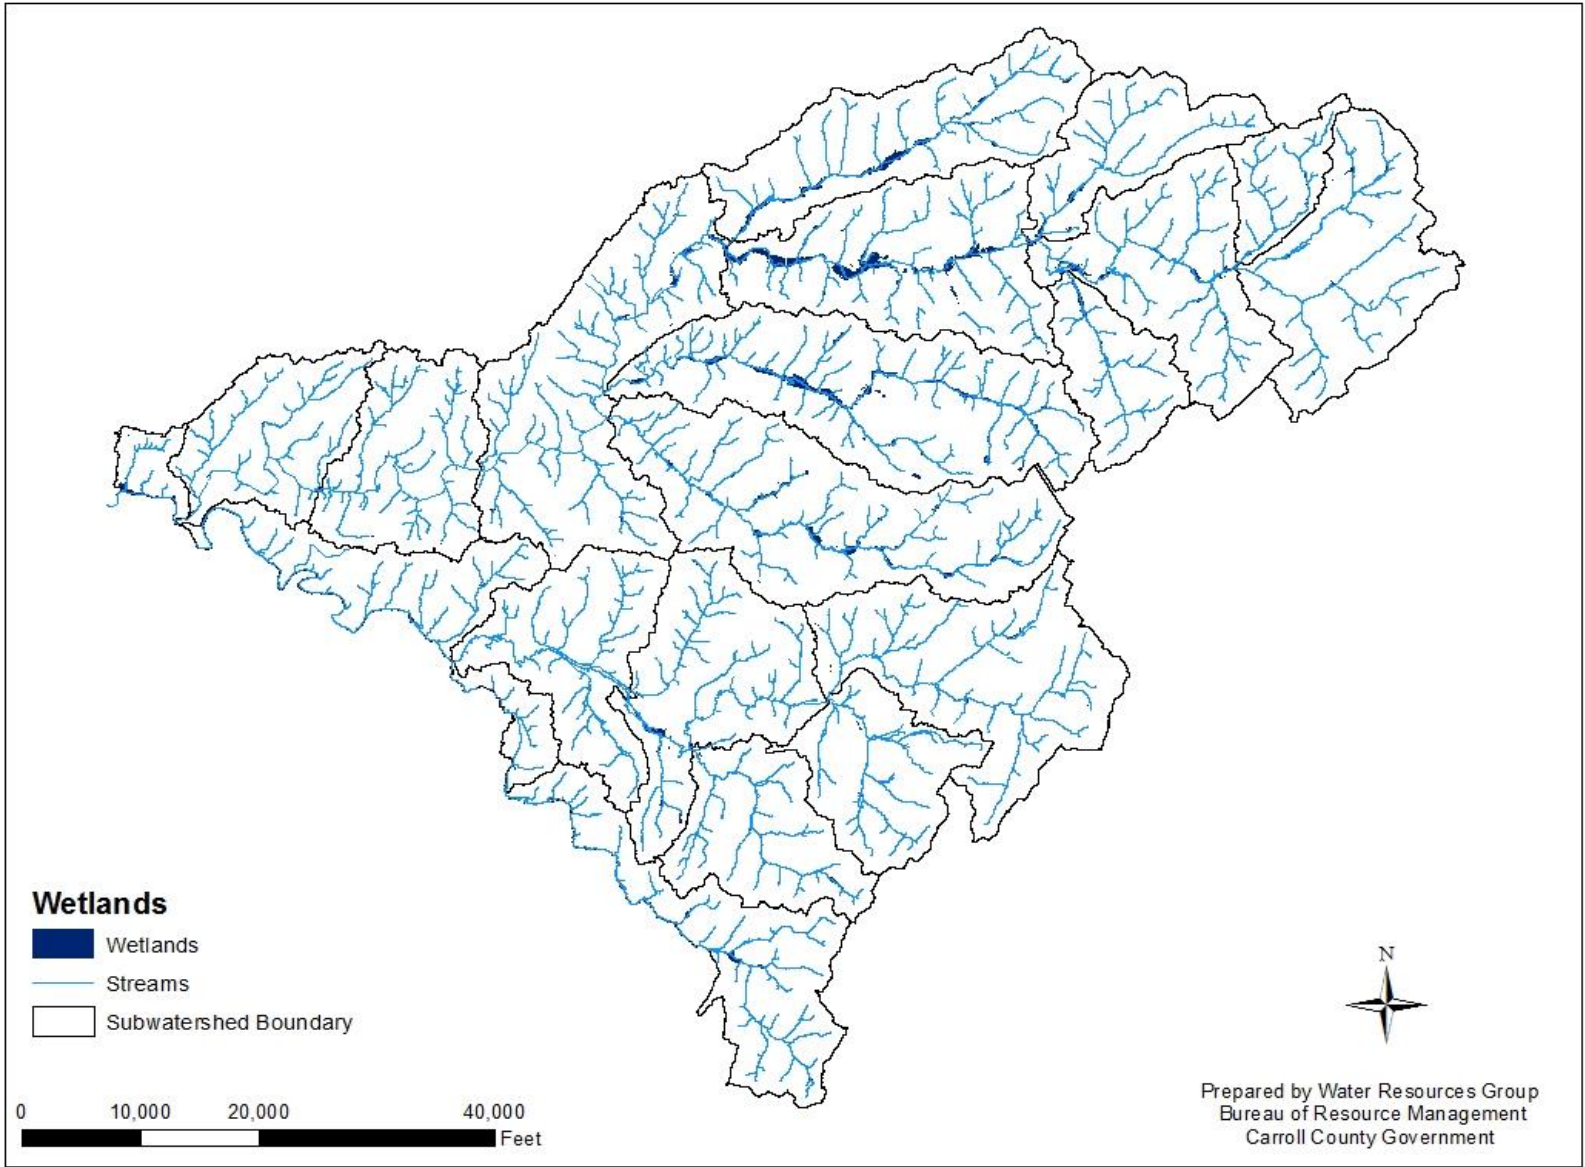 Wetlands
Wetlands
Streams
Subwatershed Boundary
0 10,000 20,000 40,000
Feet
N
Prepared by Water Resources Group
Bureau of Resource Management
Carroll County Government